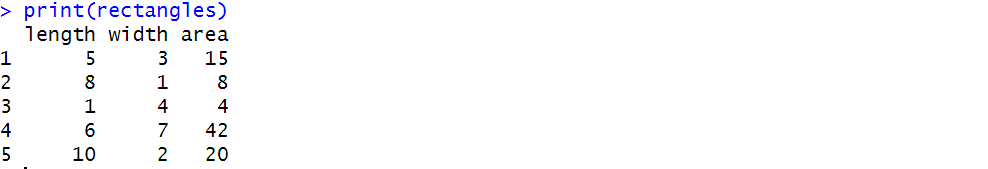 > print(rectangles)
  length width area
1      5     3   15
2      8     1    8
3      1     4    4
4      6     7   42
5     10     2   20